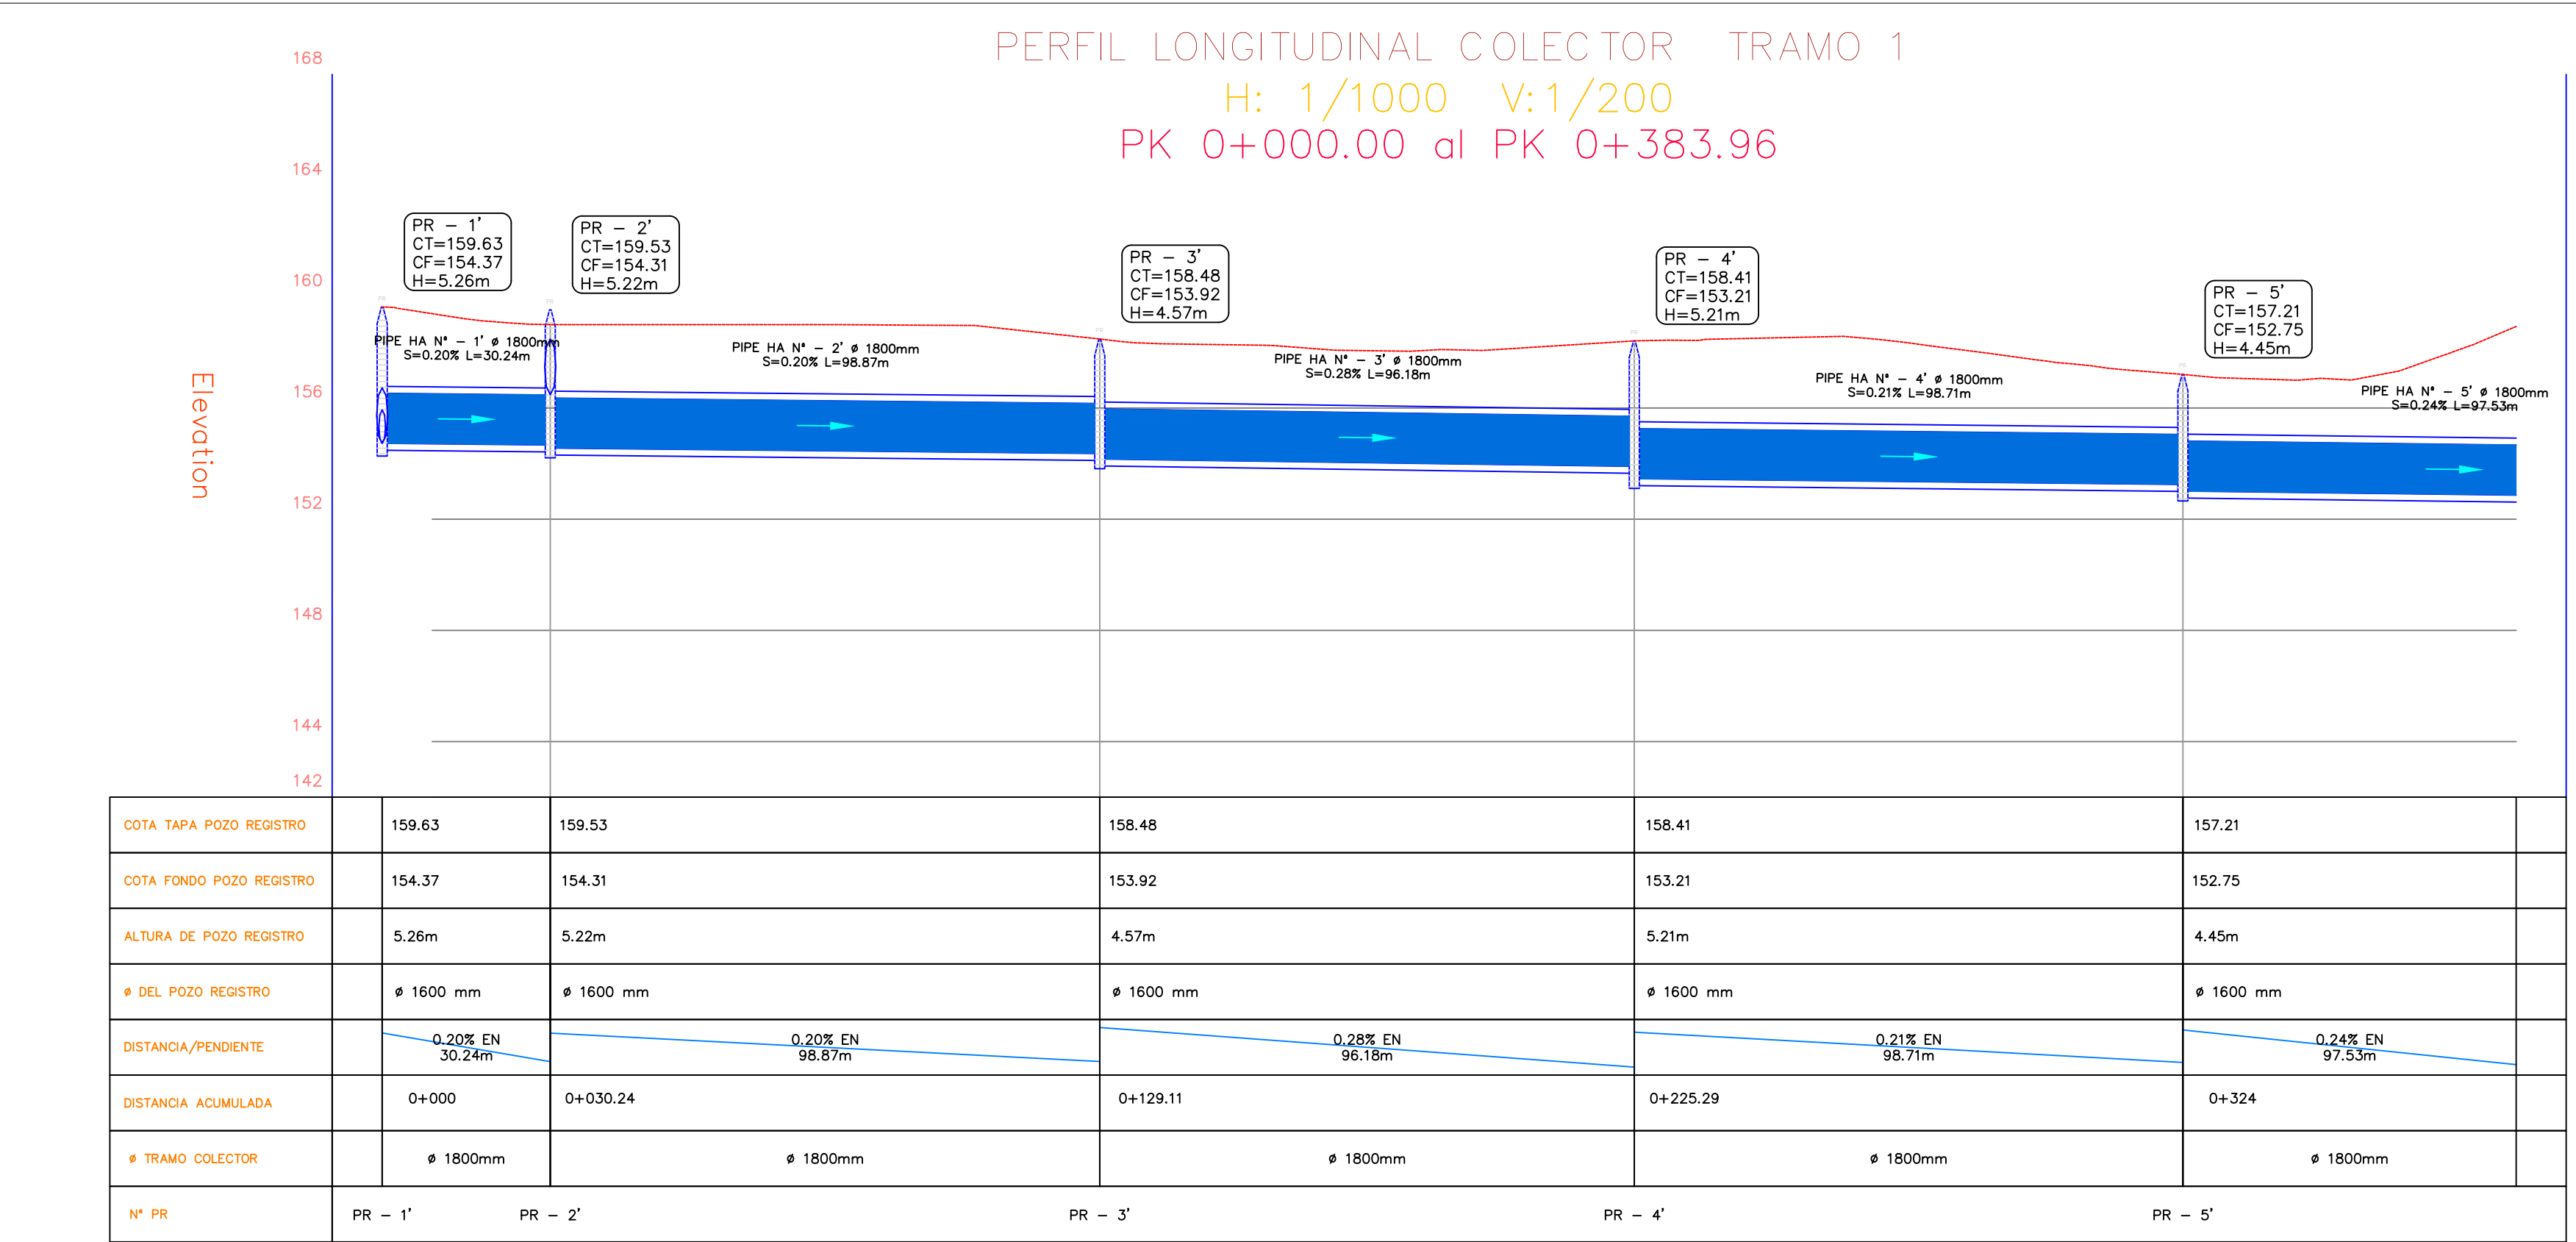 PERFIL LONGITUDINAL COLECTOR TRAMO 1
H: 1/1000 V:1/200
PK 0+000.00 al PK 0+383.96
168
164
160
156
152
148
144
142
Elevation
PR - 1'
CT=159.63
CF=154.37
H=5.26m
PR - 2'
CT=159.53
CF=154.31
H=5.22m
PR - 3'
CT=158.48
CF=153.92
H=4.57m
PR - 4'
CT=158.41
CF=153.21
H=5.21m
PR - 5'
CT=157.21
CF=152.75
H=4.45m
PR
PR
PR
PR
PR
PIPE HA Nº - 1' ø 1800mm
S=0.20% L=30.24m
PIPE HA Nº - 2' ø 1800mm
S=0.20% L=98.87m
PIPE HA Nº - 3' ø 1800mm
S=0.28% L=96.18m
PIPE HA Nº - 4' ø 1800mm
S=0.21% L=98.71m
PIPE HA Nº - 5' ø 1800mm
S=0.24% L=97.53m
COTA TAPA POZO REGISTRO 159.63 159.53 158.48 158.41 157.21
COTA FONDO POZO REGISTRO 154.37 154.31 153.92 153.21 152.75
ALTURA DE POZO REGISTRO 5.26m 5.22m 4.57m 5.21m 4.45m
ø DEL POZO REGISTRO ø 1600 mm ø 1600 mm ø 1600 mm ø 1600 mm ø 1600 mm
DISTANCIA/PENDIENTE
0.20% EN
30.24m
0.20% EN
98.87m
0.28% EN
96.18m
0.21% EN
98.71m
0.24% EN
97.53m
DISTANCIA ACUMULADA 0+000 0+030.24 0+129.11 0+225.29 0+324
ø TRAMO COLECTOR ø 1800mm ø 1800mm ø 1800mm ø 1800mm ø 1800mm
Nº PR PR - 1' PR - 2' PR - 3' PR - 4' PR - 5'